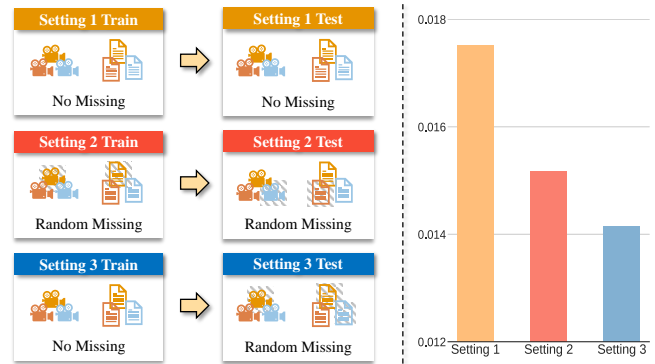 Setting 1 Train
No Missing
Setting 1 Test
No Missing
Setting 2 Train
Random Missing
Setting 2 Test
Random Missing
Setting 3 Train
No Missing
Setting 3 Test
Random Missing
0.018
0.016
0.014
0.012
Setting 1
Setting 2
Setting 3